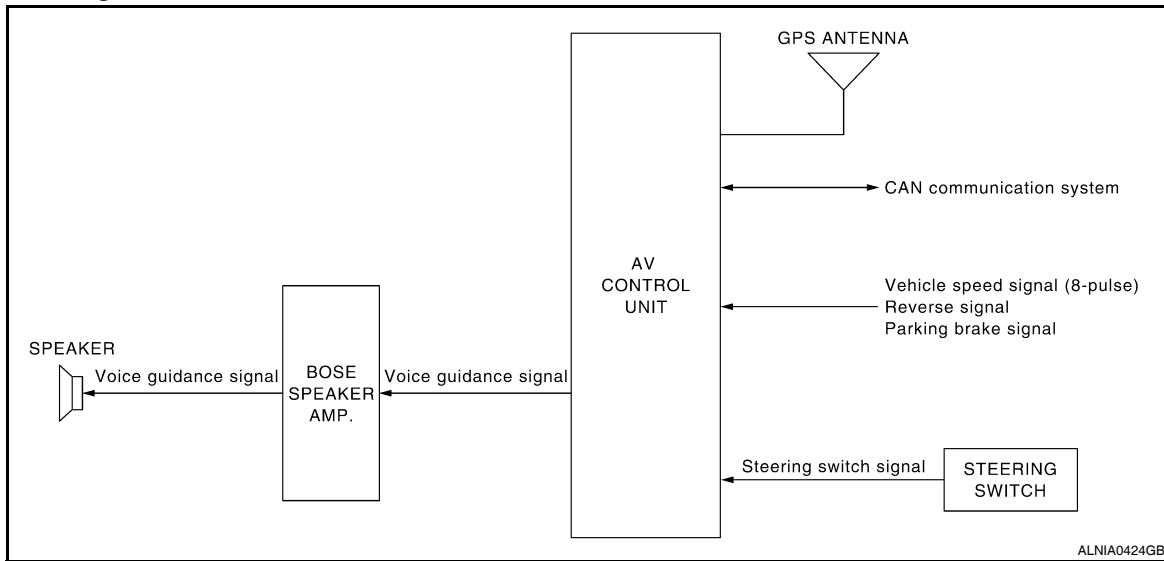 GPS ANTENNA
CAN communication system
AV
CONTROL
UNIT
Vehicle speed signal (8-pulse)
Reverse signal
Parking brake signal
SPEAKER
Voice guidance signal
BOSE
SPEAKER
AMP.
Voice guidance signal
Steering switch signal
STEERING
SWITCH
ALNIA0424GB